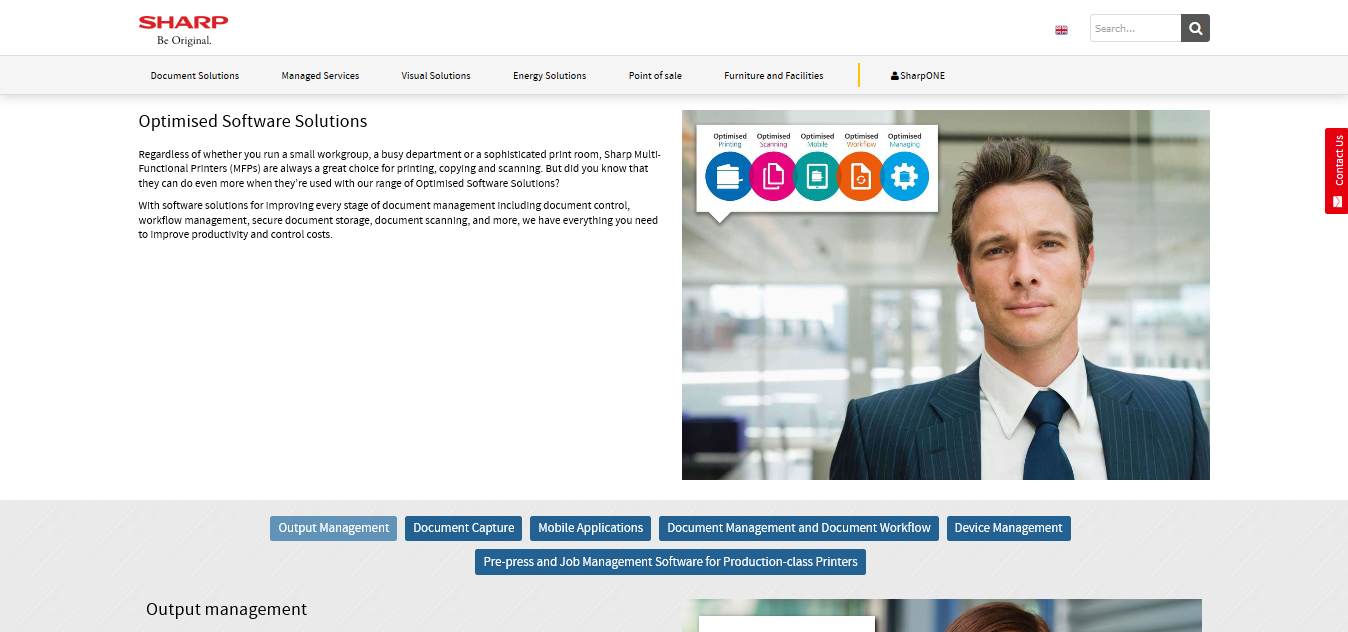 SHARP
Be Original.
Search...
Document Solutions
Managed Services
Visual Solutions
Energy Solutions
Point of sale
Furniture and Facilities
SharpONE
Optimised Software Solutions
Regardless of whether you run a small workgroup, a busy department or a sophisticated print room, Sharp Multi-
Functional Printers (MFPs) are always a great choice for printing, copying and scanning. But did you know that
they can do even more when they're used with our range of Optimised Software Solutions?
With software solutions for improving every stage of document management including document control,
workflow management, secure document storage, document scanning, and more, we have everything you need
to improve productivity and control costs.
Optimised
Printing
Optimised
Scanning
Optimised
Mobile
Optimised
Workflow
Optimised
Managing
Contact Us
Output Management
Document Capture
Mobile Applications
Document Management and Document Workflow
Device Management
Pre-press and Job Management Software for Production-class Printers
Output management